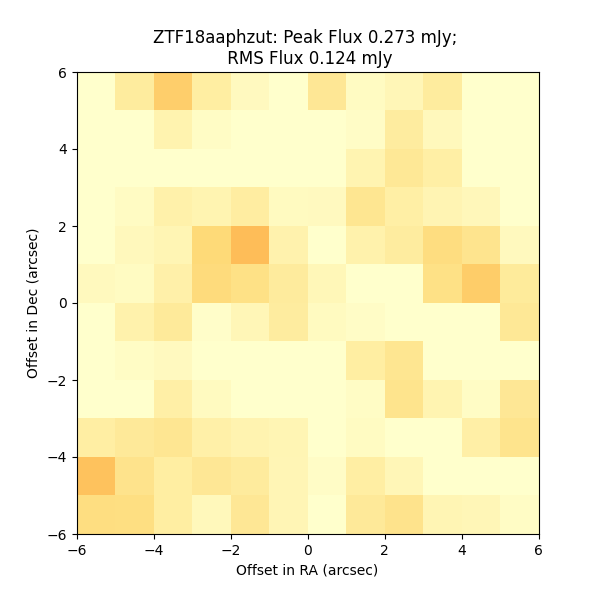 ZTF18aaphzut: Peak Flux 0.273 mJy;
RMS Flux 0.124 mJy
6
4
2
0
−2
−4
−6
Offset in Dec (arcsec)
−6 −4 −2 0 2 4 6
Offset in RA (arcsec)